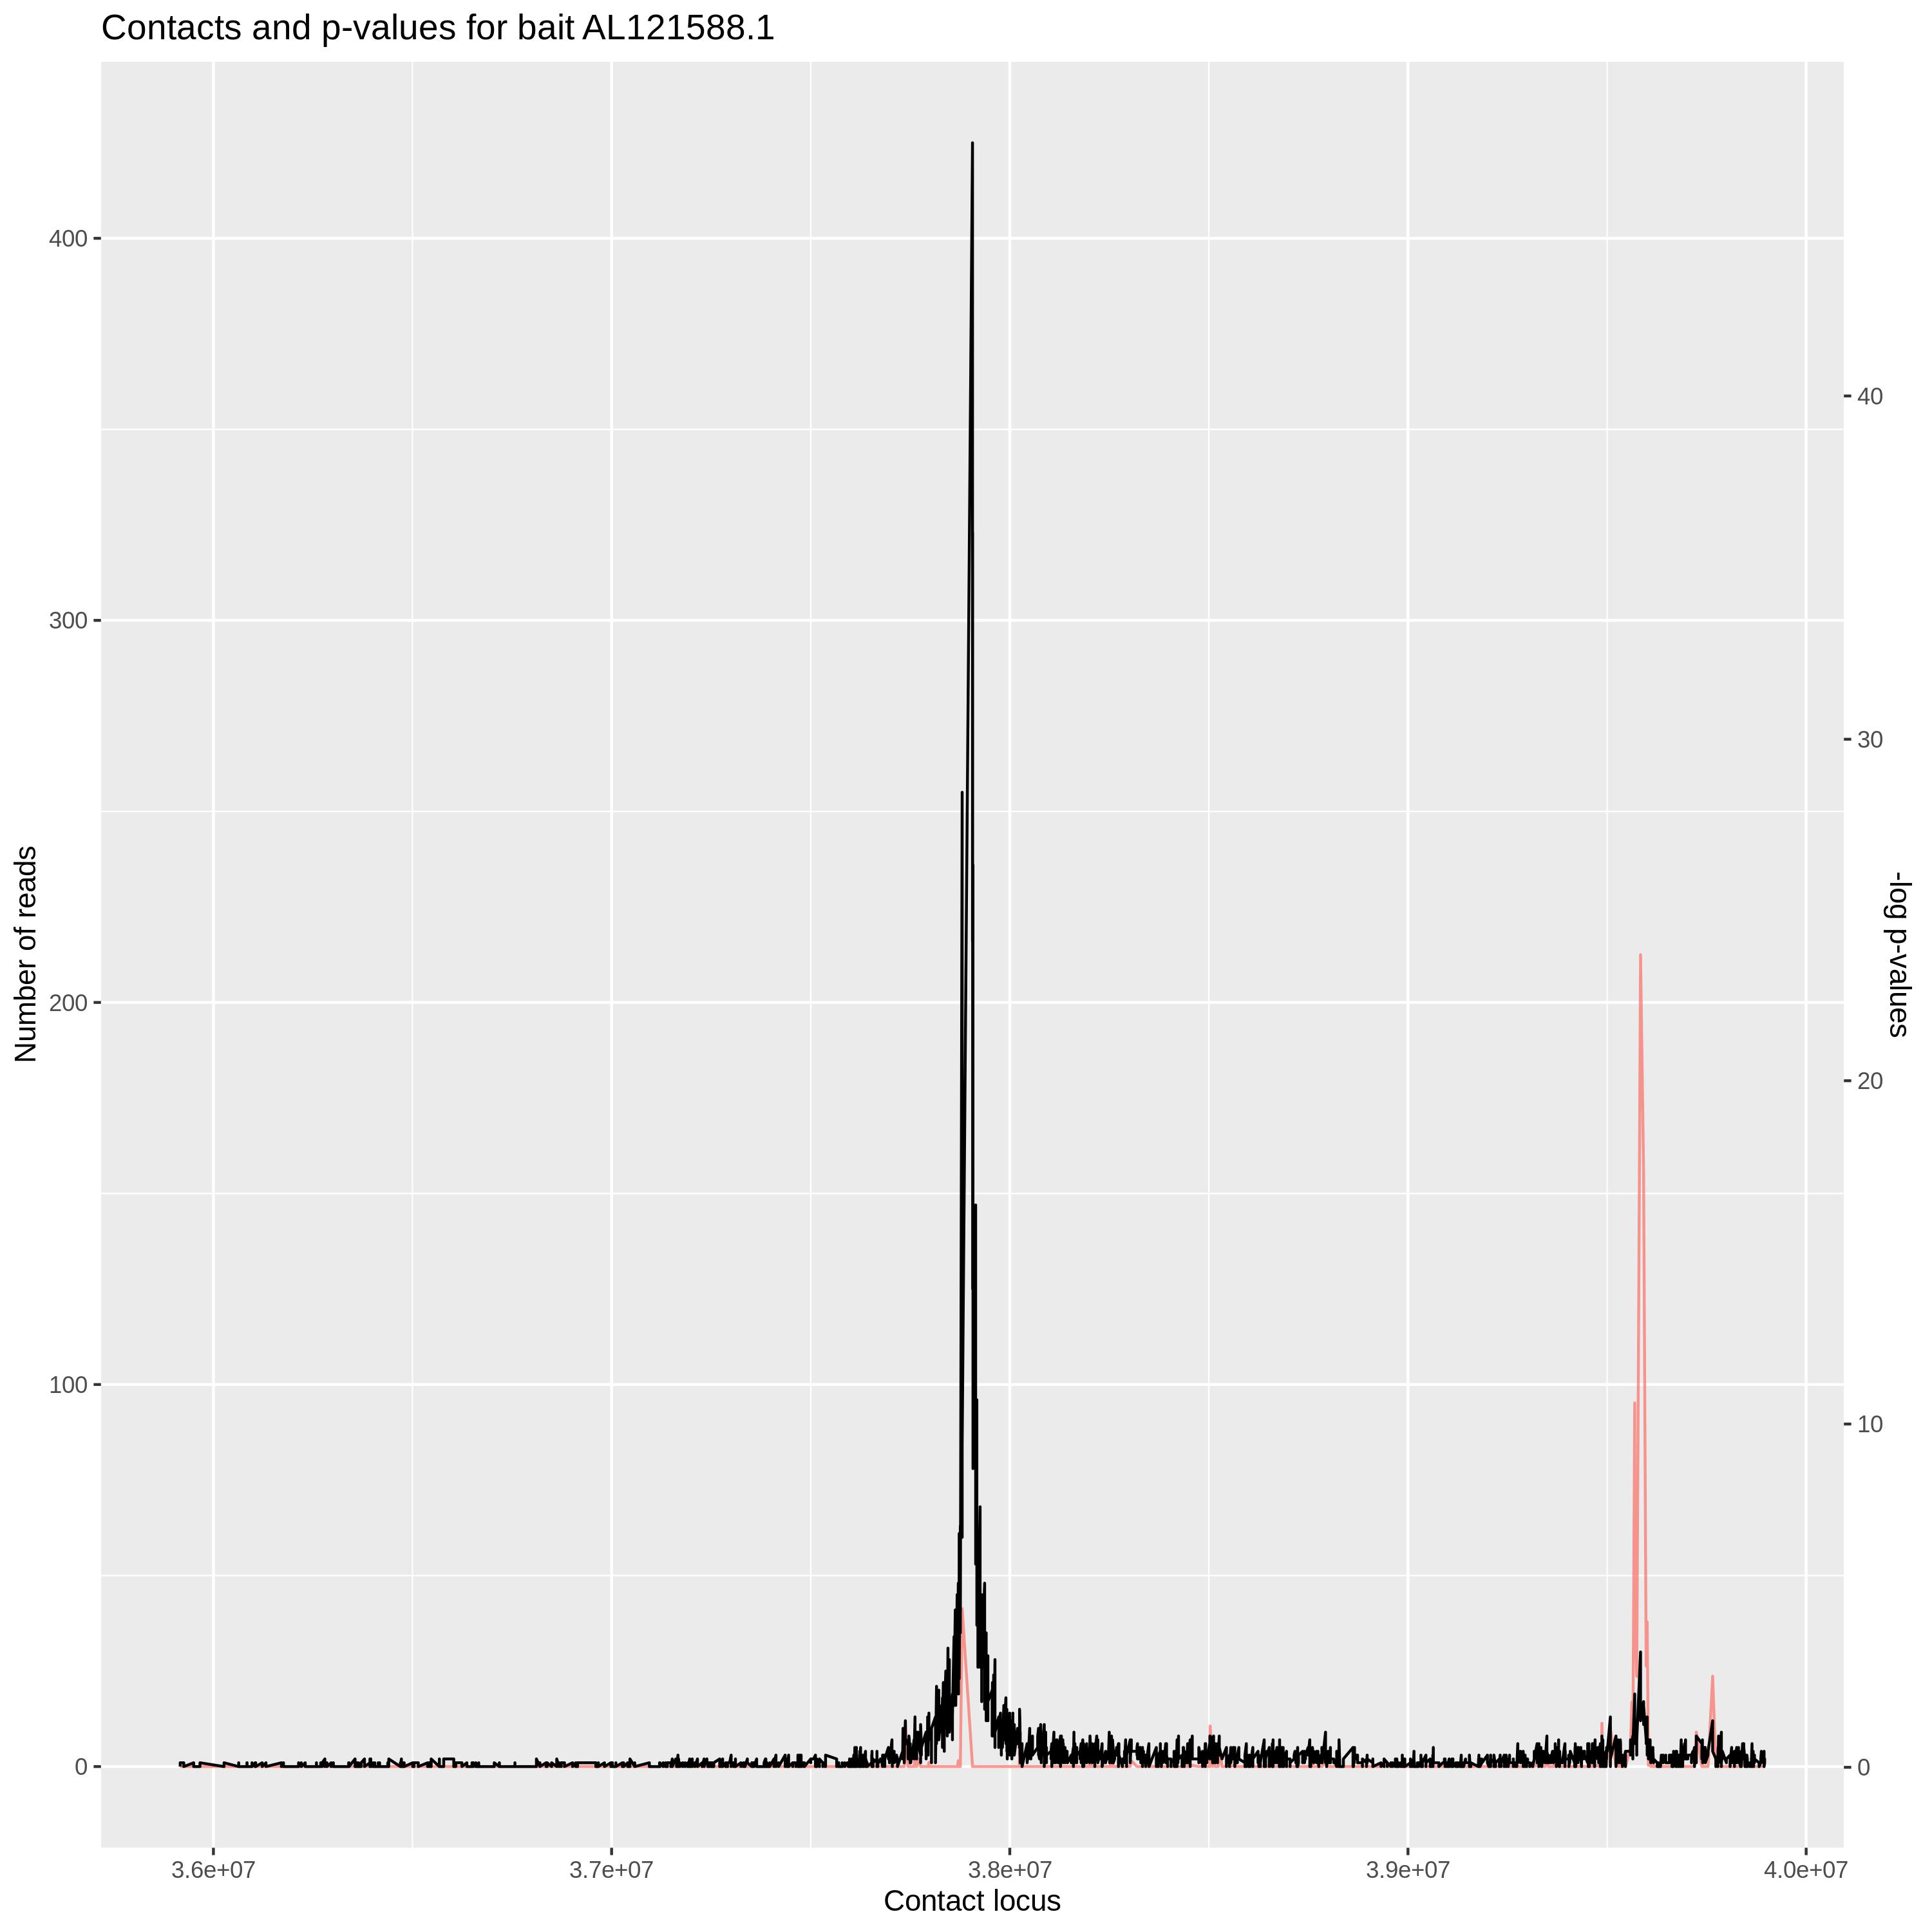 Contacts and p-values for bait AL121588.1
400
300
200
100
0
Number of reads
40
30
20
10
0
-log p-values
3.6e+07 3.7e+07 3.8e+07 3.9e+07 4.0e+07
Contact locus